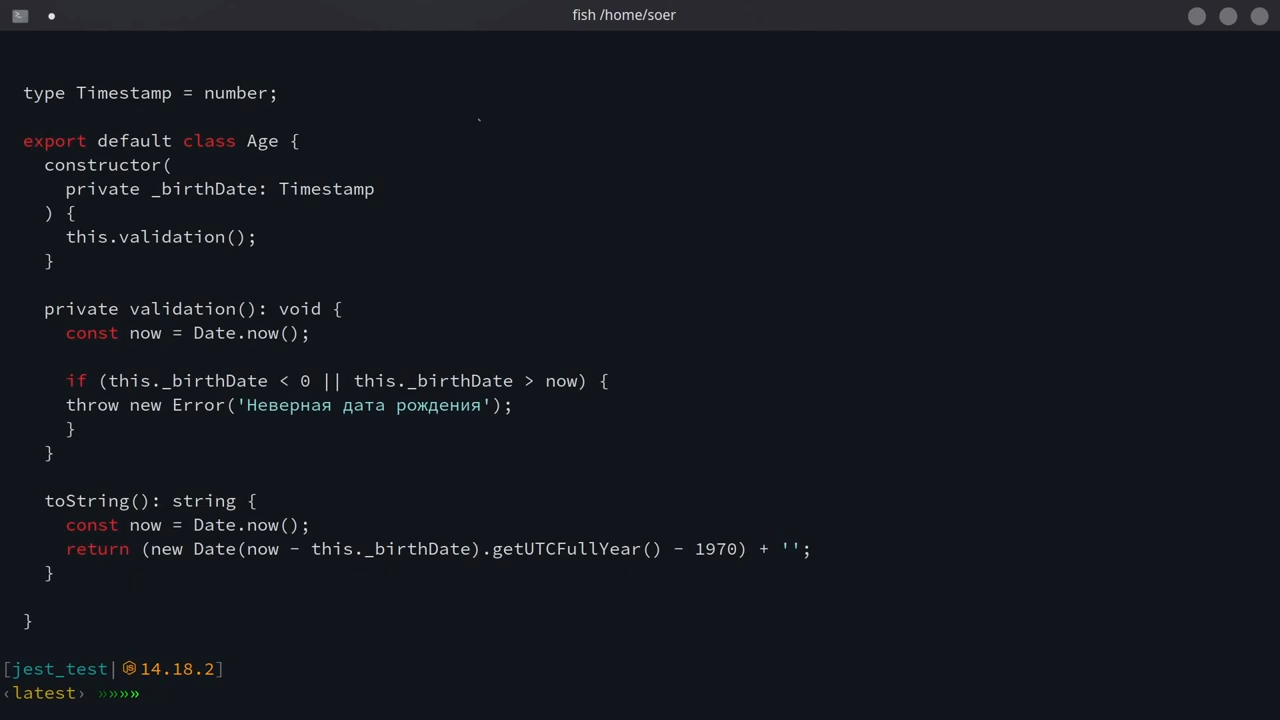 fish /home/soer
type Timestamp = number;
export default class Age {
constructor(
private _birthDate: Timestamp
) {
this.validation();
}
private validation(): void {
const now = Date.now();
if (this._birthDate < 0 || this._birthDate > now) {
throw new Error('Неверная дата рождения');
}
}
toString(): string {
const now = Date.now();
return (new Date(now - this._birthDate).getUTCFullYear() - 1970) + '';
}
}
[jest_test|14.18.2]
‹latest› »»»»